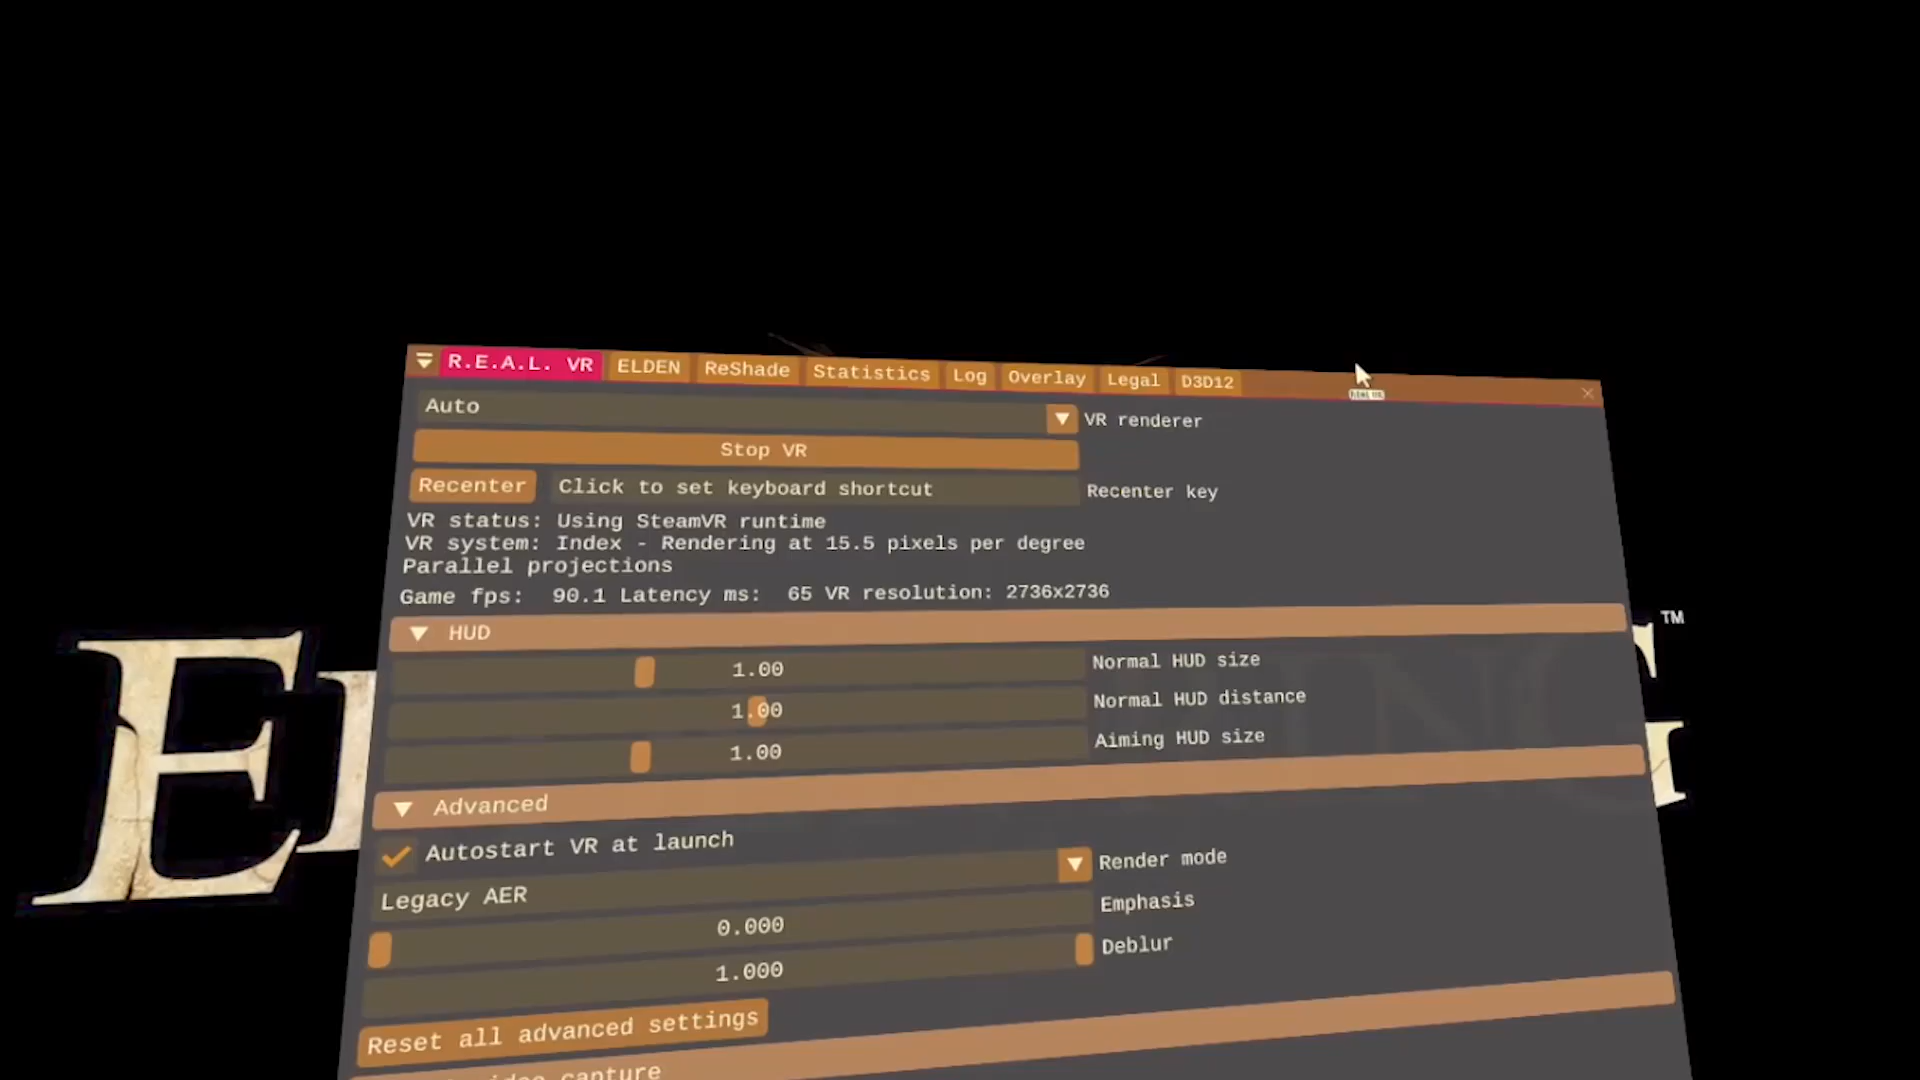 R.E.A.L. VR ELDEN ReShade Statistics Log Overlay Legal D3D12
Auto VR renderer
Stop VR
Recenter Click to set keyboard shortcut Recenter key
VR status: Using SteamVR runtime
VR system: Index - Rendering at 15.5 pixels per degree
Parallel projections
Game fps: 90.1 Latency ms: 65 VR resolution: 2736x2736
HUD
1.00 Normal HUD size
1.00 Normal HUD distance
1.00 Aiming HUD size
Advanced
Autostart VR at launch
Legacy AER Render mode
0.000 Emphasis
1.000 Deblur
Reset all advanced settings
capture
TM